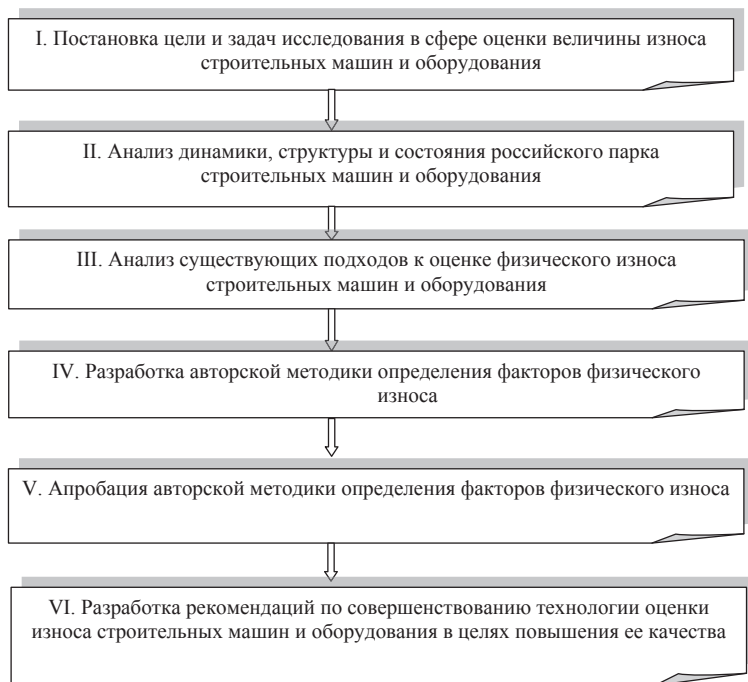 I. Постановка цели и задач исследования в сфере оценки величины износа
строительных машин и оборудования
II. Анализ динамики, структуры и состояния российского парка
строительных машин и оборудования
III. Анализ существующих подходов к оценке физического износа
строительных машин и оборудования
IV. Разработка авторской методики определения факторов физического
износа
V. Апробация авторской методики определения факторов физического износа
VI. Разработка рекомендаций по совершенствованию технологии оценки
износа строительных машин и оборудования в целях повышения ее качества